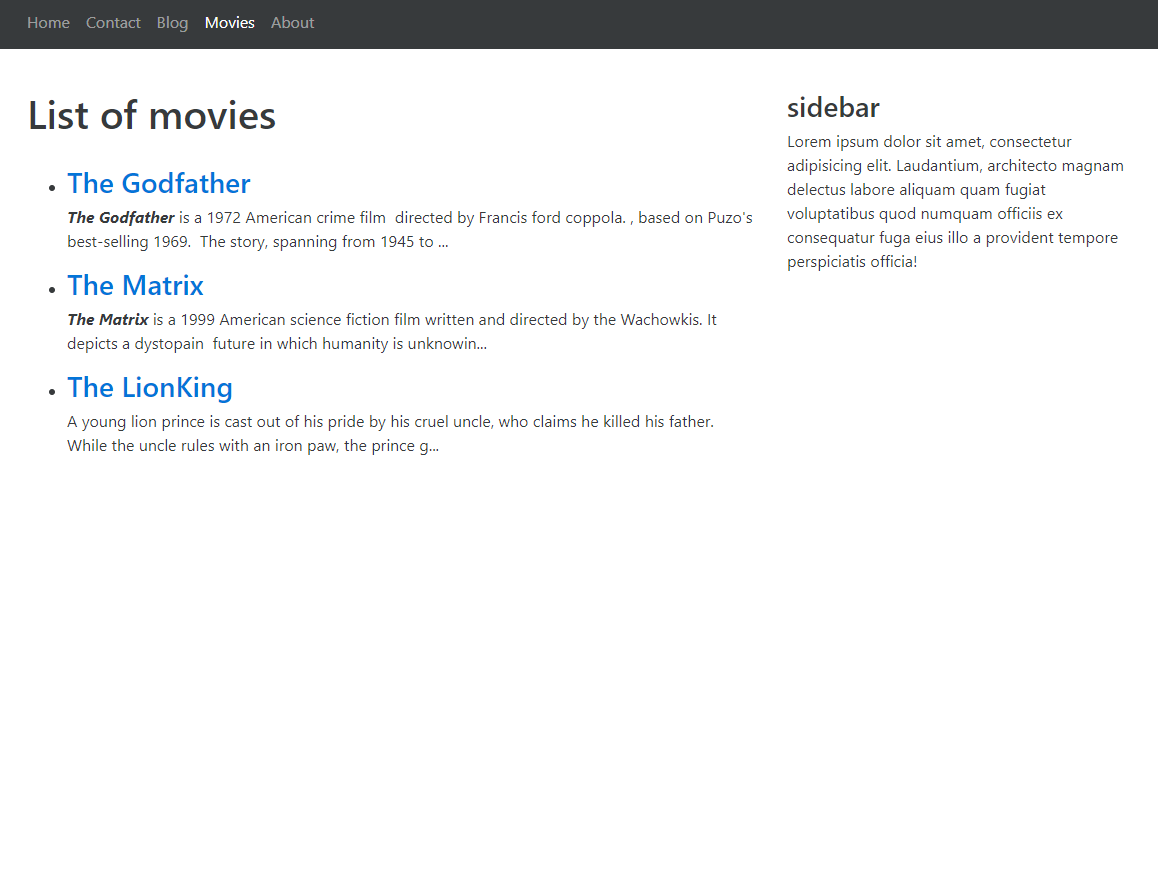 Home Contact Blog Movies About
List of movies
The Godfather
The Godfather is a 1972 American crime film  directed by Francis ford coppola. , based on Puzo's
best-selling 1969.  The story, spanning from 1945 to ...
The Matrix
The Matrix is a 1999 American science fiction film written and directed by the Wachowkis. It
depicts a dystopain  future in which humanity is unknowin...
The LionKing
A young lion prince is cast out of his pride by his cruel uncle, who claims he killed his father.
While the uncle rules with an iron paw, the prince g...
sidebar
Lorem ipsum dolor sit amet, consectetur
adipisicing elit. Laudantium, architecto magnam
delectus labore aliquam quam fugiat
voluptatibus quod numquam officiis ex
consequatur fuga eius illo a provident tempore
perspiciatis officia!